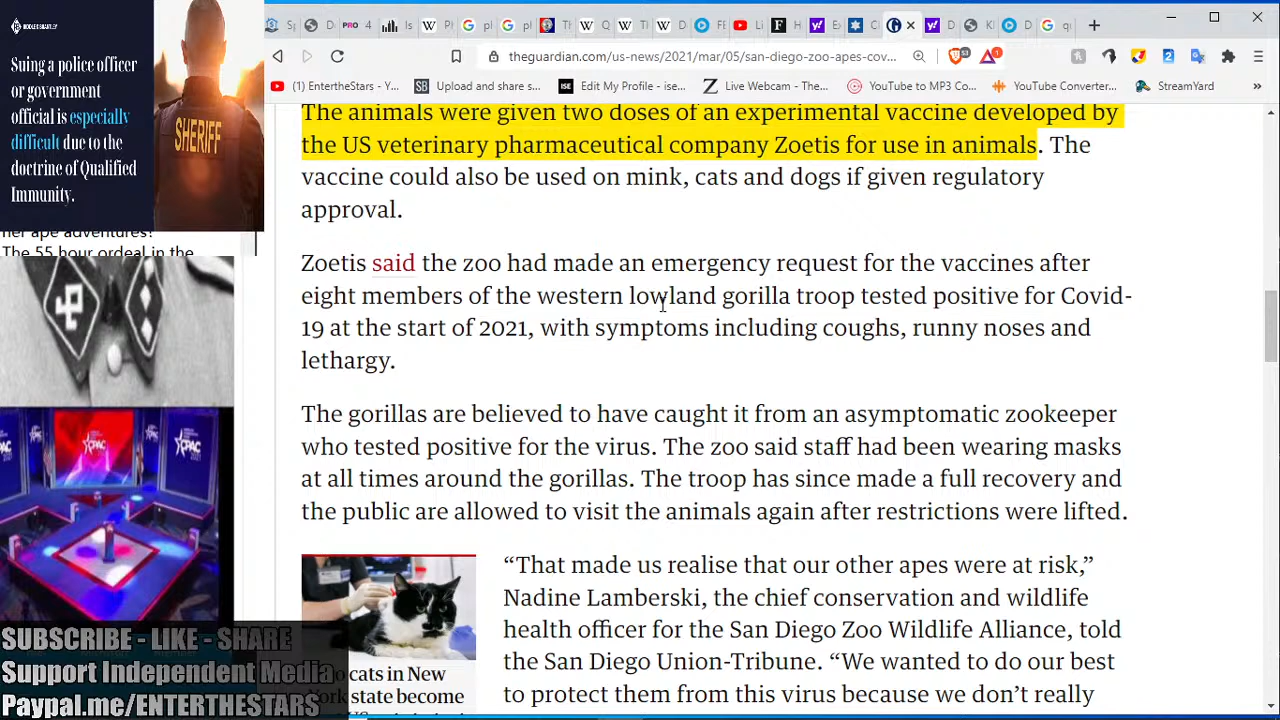 Suing a police officer
or government
official is especially
difficult due to the
doctrine of Qualified
Immunity.
SHERIFF
her ape adventures!
The 55 hour ordeal in the
CPAC
SUBSCRIBE - LIKE - SHARE
Support Independent Media
Paypal.me/ENTERTHESTARS
theguardian.com/us-news/2021/mar/05/san-diego-zoo-apes-cov...
(1) EntertheStars - Y...
Upload and share s...
Edit My Profile - ise...
Live Webcam - The...
YouTube to MP3 Co...
YouTube Converter...
StreamYard
The animals were given two doses of an experimental vaccine developed by
the US veterinary pharmaceutical company Zoetis for use in animals. The
vaccine could also be used on mink, cats and dogs if given regulatory
approval.
Zoetis said the zoo had made an emergency request for the vaccines after
eight members of the western lowland gorilla troop tested positive for Covid-
19 at the start of 2021, with symptoms including coughs, runny noses and
lethargy.
The gorillas are believed to have caught it from an asymptomatic zookeeper
who tested positive for the virus. The zoo said staff had been wearing masks
at all times around the gorillas. The troop has since made a full recovery and
the public are allowed to visit the animals again after restrictions were lifted.
“That made us realise that our other apes were at risk,”
Nadine Lamberski, the chief conservation and wildlife
health officer for the San Diego Zoo Wildlife Alliance, told
the San Diego Union-Tribune. “We wanted to do our best
to protect them from this virus because we don’t really
cats in New
state become